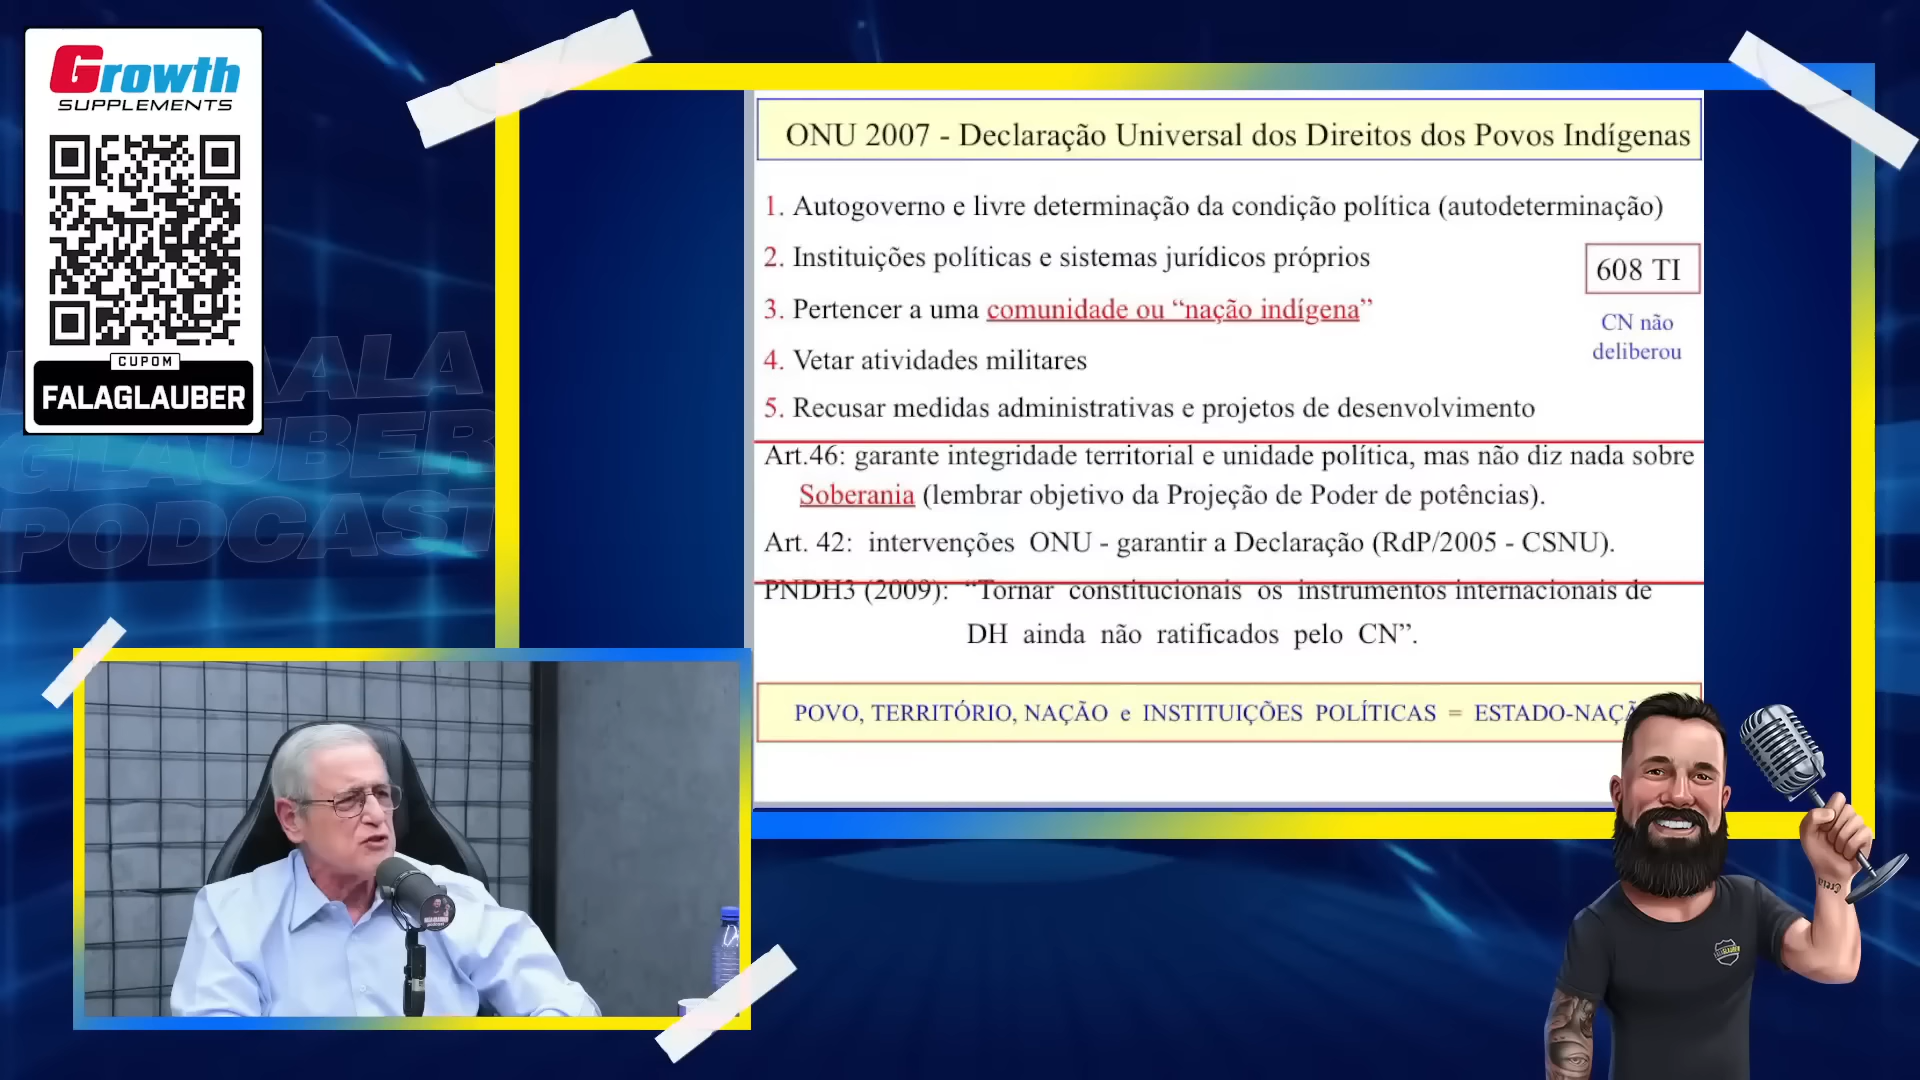 Growth
SUPPLEMENTS
CUPOM
FALAGLAUBER
ALA
GLAUBER
PODCAST
ONU 2007 - Declaração Universal dos Direitos dos Povos Indígenas
1. Autogoverno e livre determinação da condição política (autodeterminação)
2. Instituições políticas e sistemas jurídicos próprios
608 TI
3. Pertencer a uma comunidade ou “nação indígena”
CN não
deliberou
4. Vetar atividades militares
5. Recusar medidas administrativas e projetos de desenvolvimento
Art.46: garante integridade territorial e unidade política, mas não diz nada sobre
Soberania (lembrar objetivo da Projeção de Poder de potências).
Art. 42: intervenções ONU - garantir a Declaração (RdP/2005 - CSNU).
PNDH3 (2009): “Tornar constitucionais os instrumentos internacionais de
DH ainda não ratificados pelo CN”.
POVO, TERRITÓRIO, NAÇÃO e INSTITUIÇÕES POLÍTICAS = ESTADO-NAÇÃ